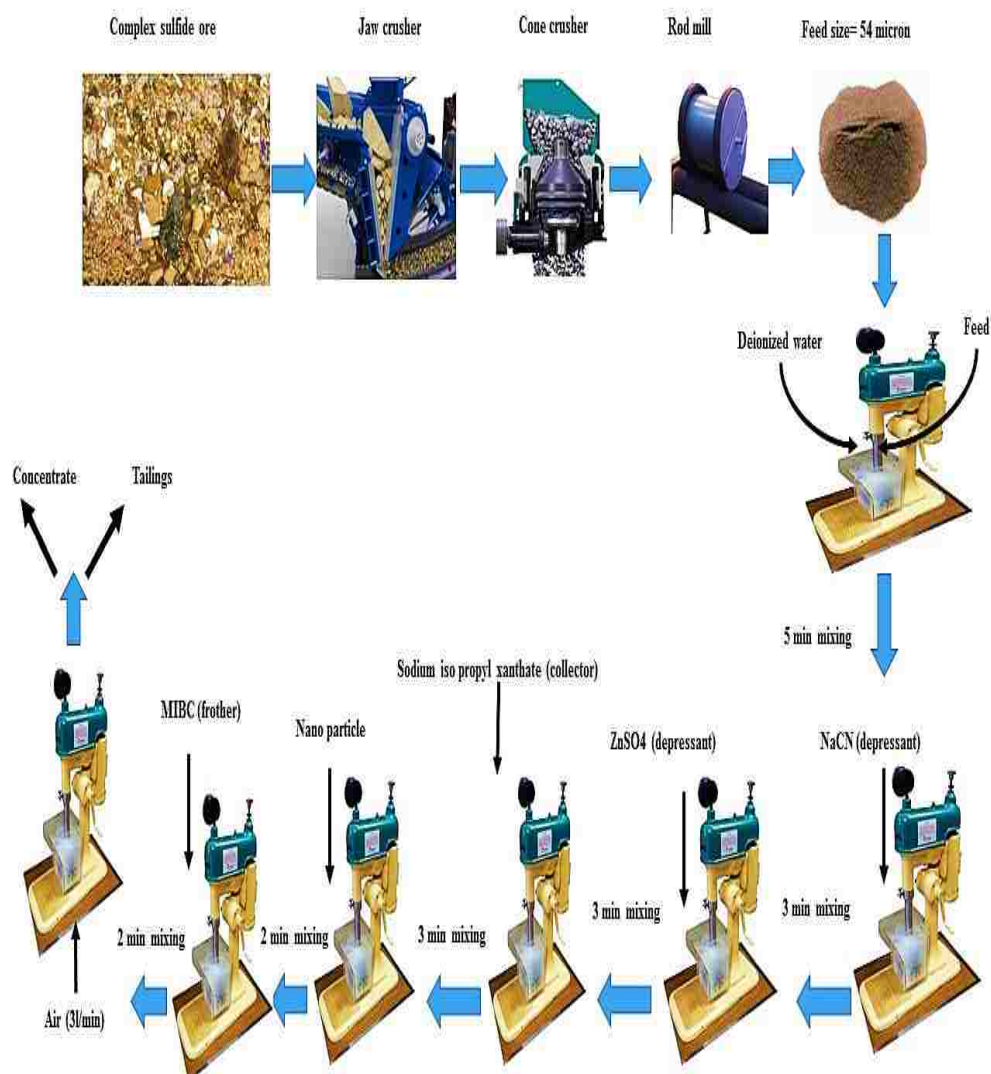 Complex sulfide ore
Jaw crusher
Cone crusher
Rod mill
Feed size= 54 micron
Deionized water
Feed
5 min mixing
NaCN (depressant)
3 min mixing
ZnSO4 (depressant)
3 min mixing
Sodium iso propyl xanthate (collector)
3 min mixing
Nano particle
2 min mixing
MIBC (frother)
2 min mixing
Air (3l/min)
Concentrate
Tailings